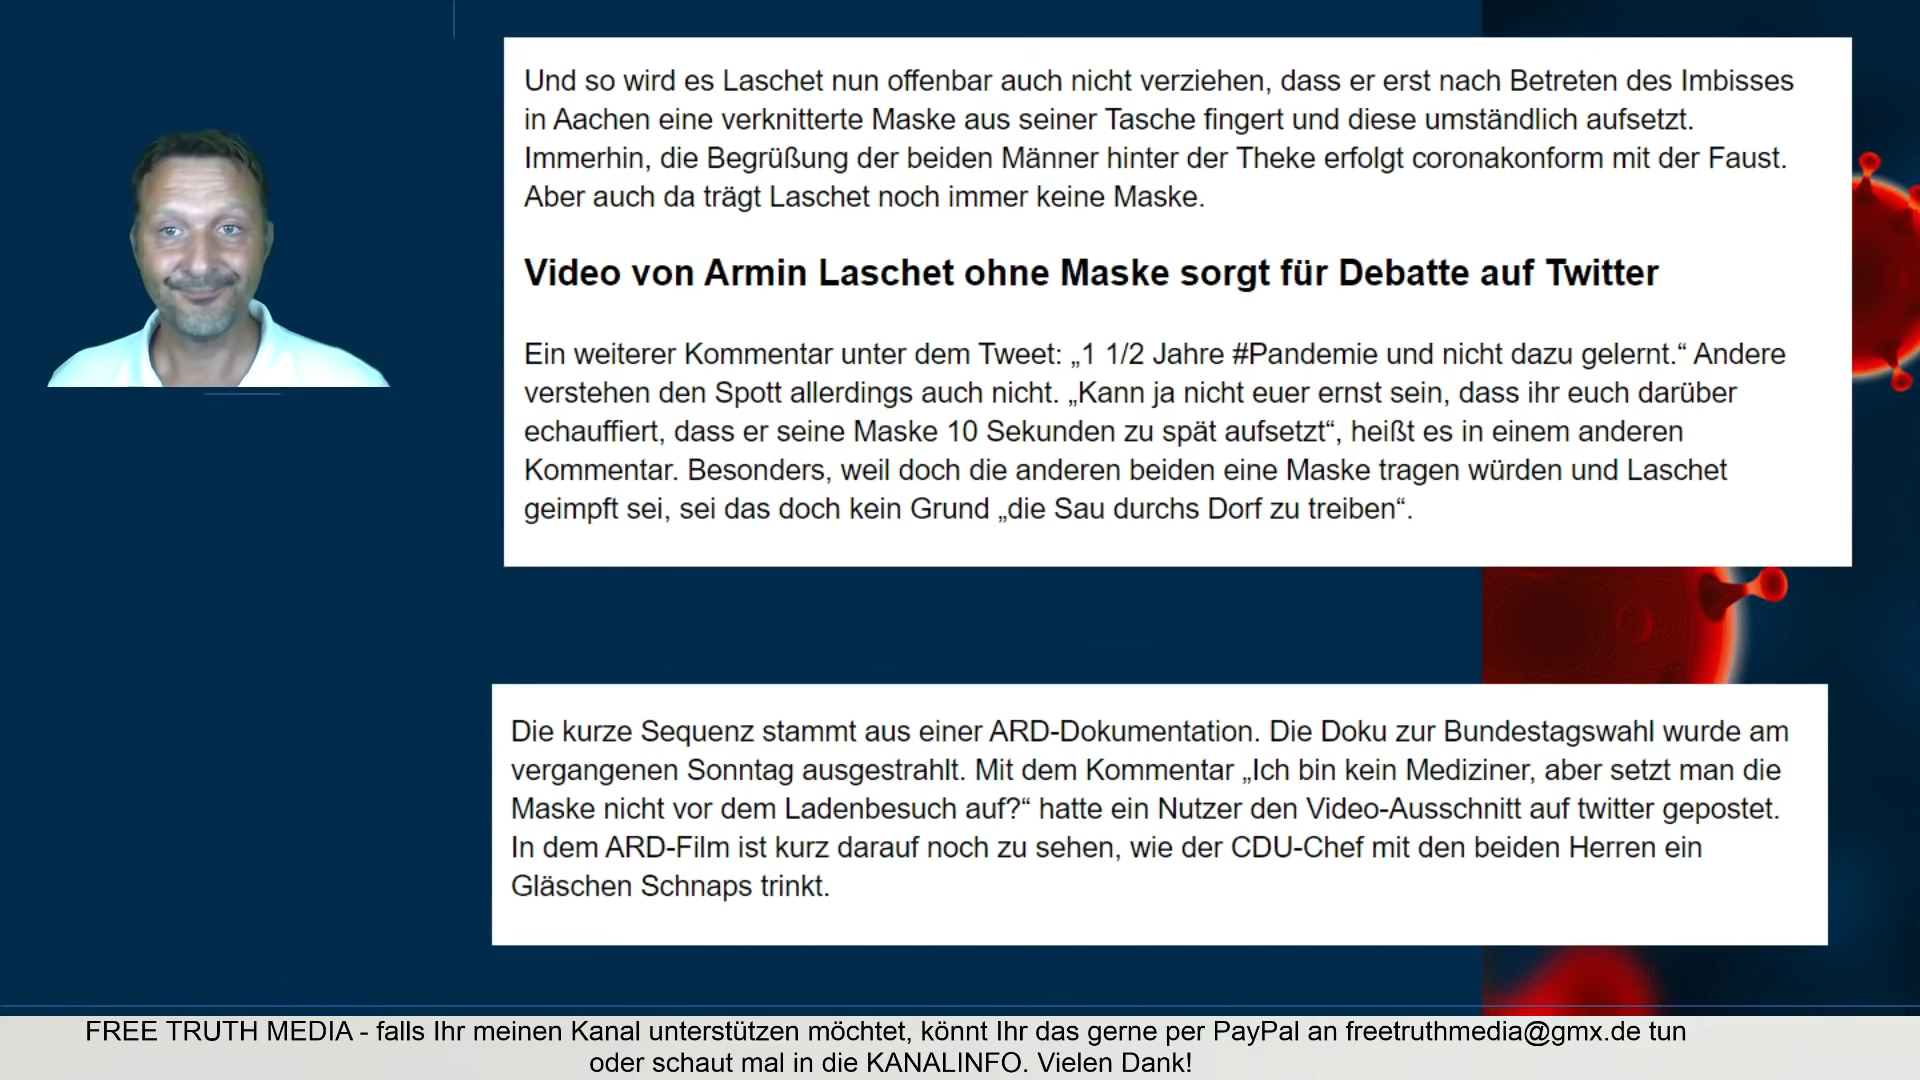 Und so wird es Laschet nun offenbar auch nicht verziehen, dass er erst nach Betreten des Imbisses
in Aachen eine verknitterte Maske aus seiner Tasche fingert und diese umständlich aufsetzt.
Immerhin, die Begrüßung der beiden Männer hinter der Theke erfolgt coronakonform mit der Faust.
Aber auch da trägt Laschet noch immer keine Maske.
Video von Armin Laschet ohne Maske sorgt für Debatte auf Twitter
Ein weiterer Kommentar unter dem Tweet: „1 1/2 Jahre #Pandemie und nicht dazu gelernt.“ Andere
verstehen den Spott allerdings auch nicht. „Kann ja nicht euer ernst sein, dass ihr euch darüber
echauffiert, dass er seine Maske 10 Sekunden zu spät aufsetzt“, heißt es in einem anderen
Kommentar. Besonders, weil doch die anderen beiden eine Maske tragen würden und Laschet
geimpft sei, sei das doch kein Grund „die Sau durchs Dorf zu treiben“.
Die kurze Sequenz stammt aus einer ARD-Dokumentation. Die Doku zur Bundestagswahl wurde am
vergangenen Sonntag ausgestrahlt. Mit dem Kommentar „Ich bin kein Mediziner, aber setzt man die
Maske nicht vor dem Ladenbesuch auf?“ hatte ein Nutzer den Video-Ausschnitt auf twitter gepostet.
In dem ARD-Film ist kurz darauf noch zu sehen, wie der CDU-Chef mit den beiden Herren ein
Gläschen Schnaps trinkt.
FREE TRUTH MEDIA - falls Ihr meinen Kanal unterstützen möchtet, könnt Ihr das gerne per PayPal an freetruthmedia@gmx.de tun
oder schaut mal in die KANALINFO. Vielen Dank!